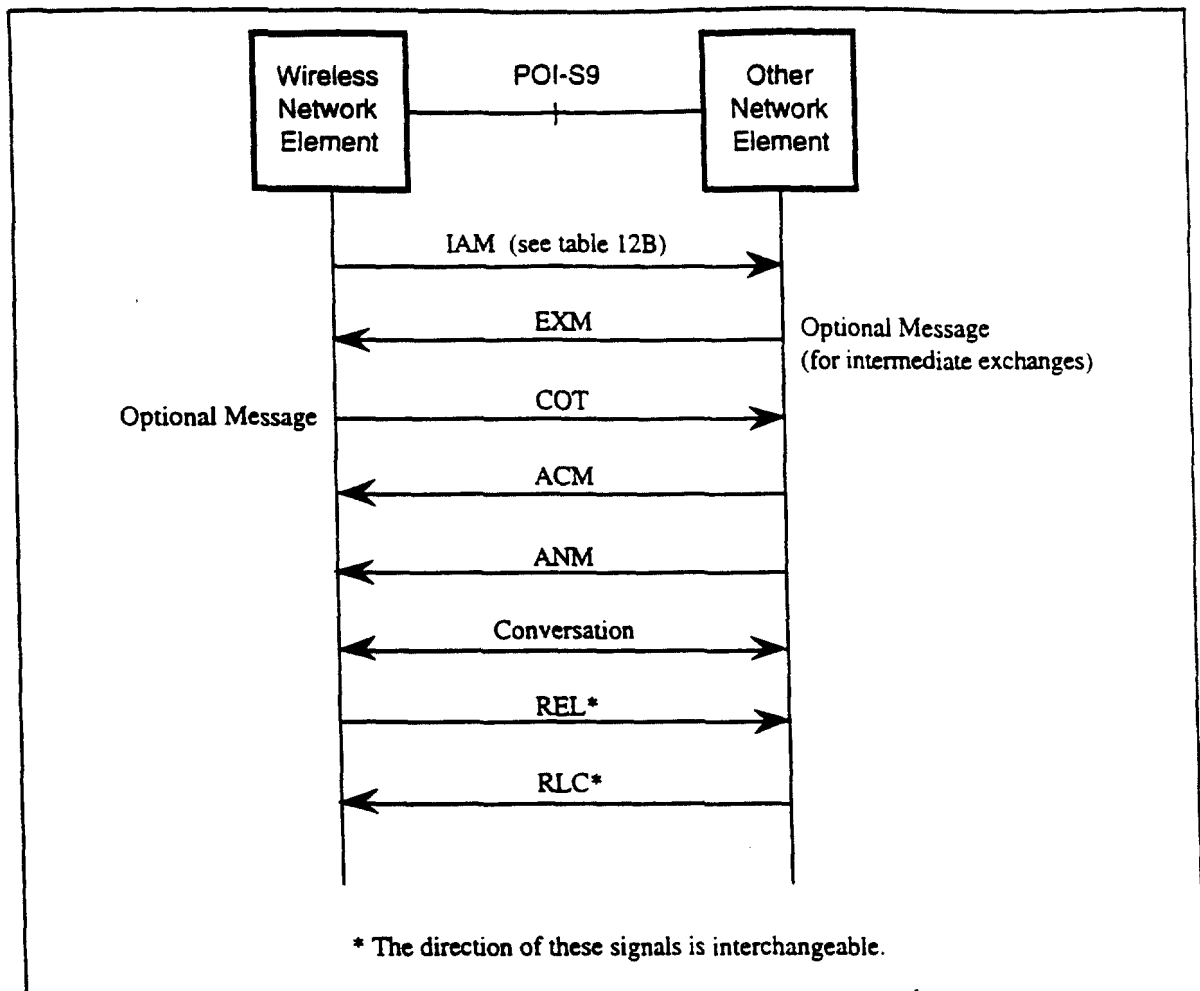 Wireless
Network
Element
POI-S9
Other
Network
Element
IAM (see table 12B)
EXM
Optional Message
(for intermediate exchanges)
Optional Message
COT
ACM
ANM
Conversation
REL*
RLC*
* The direction of these signals is interchangeable.